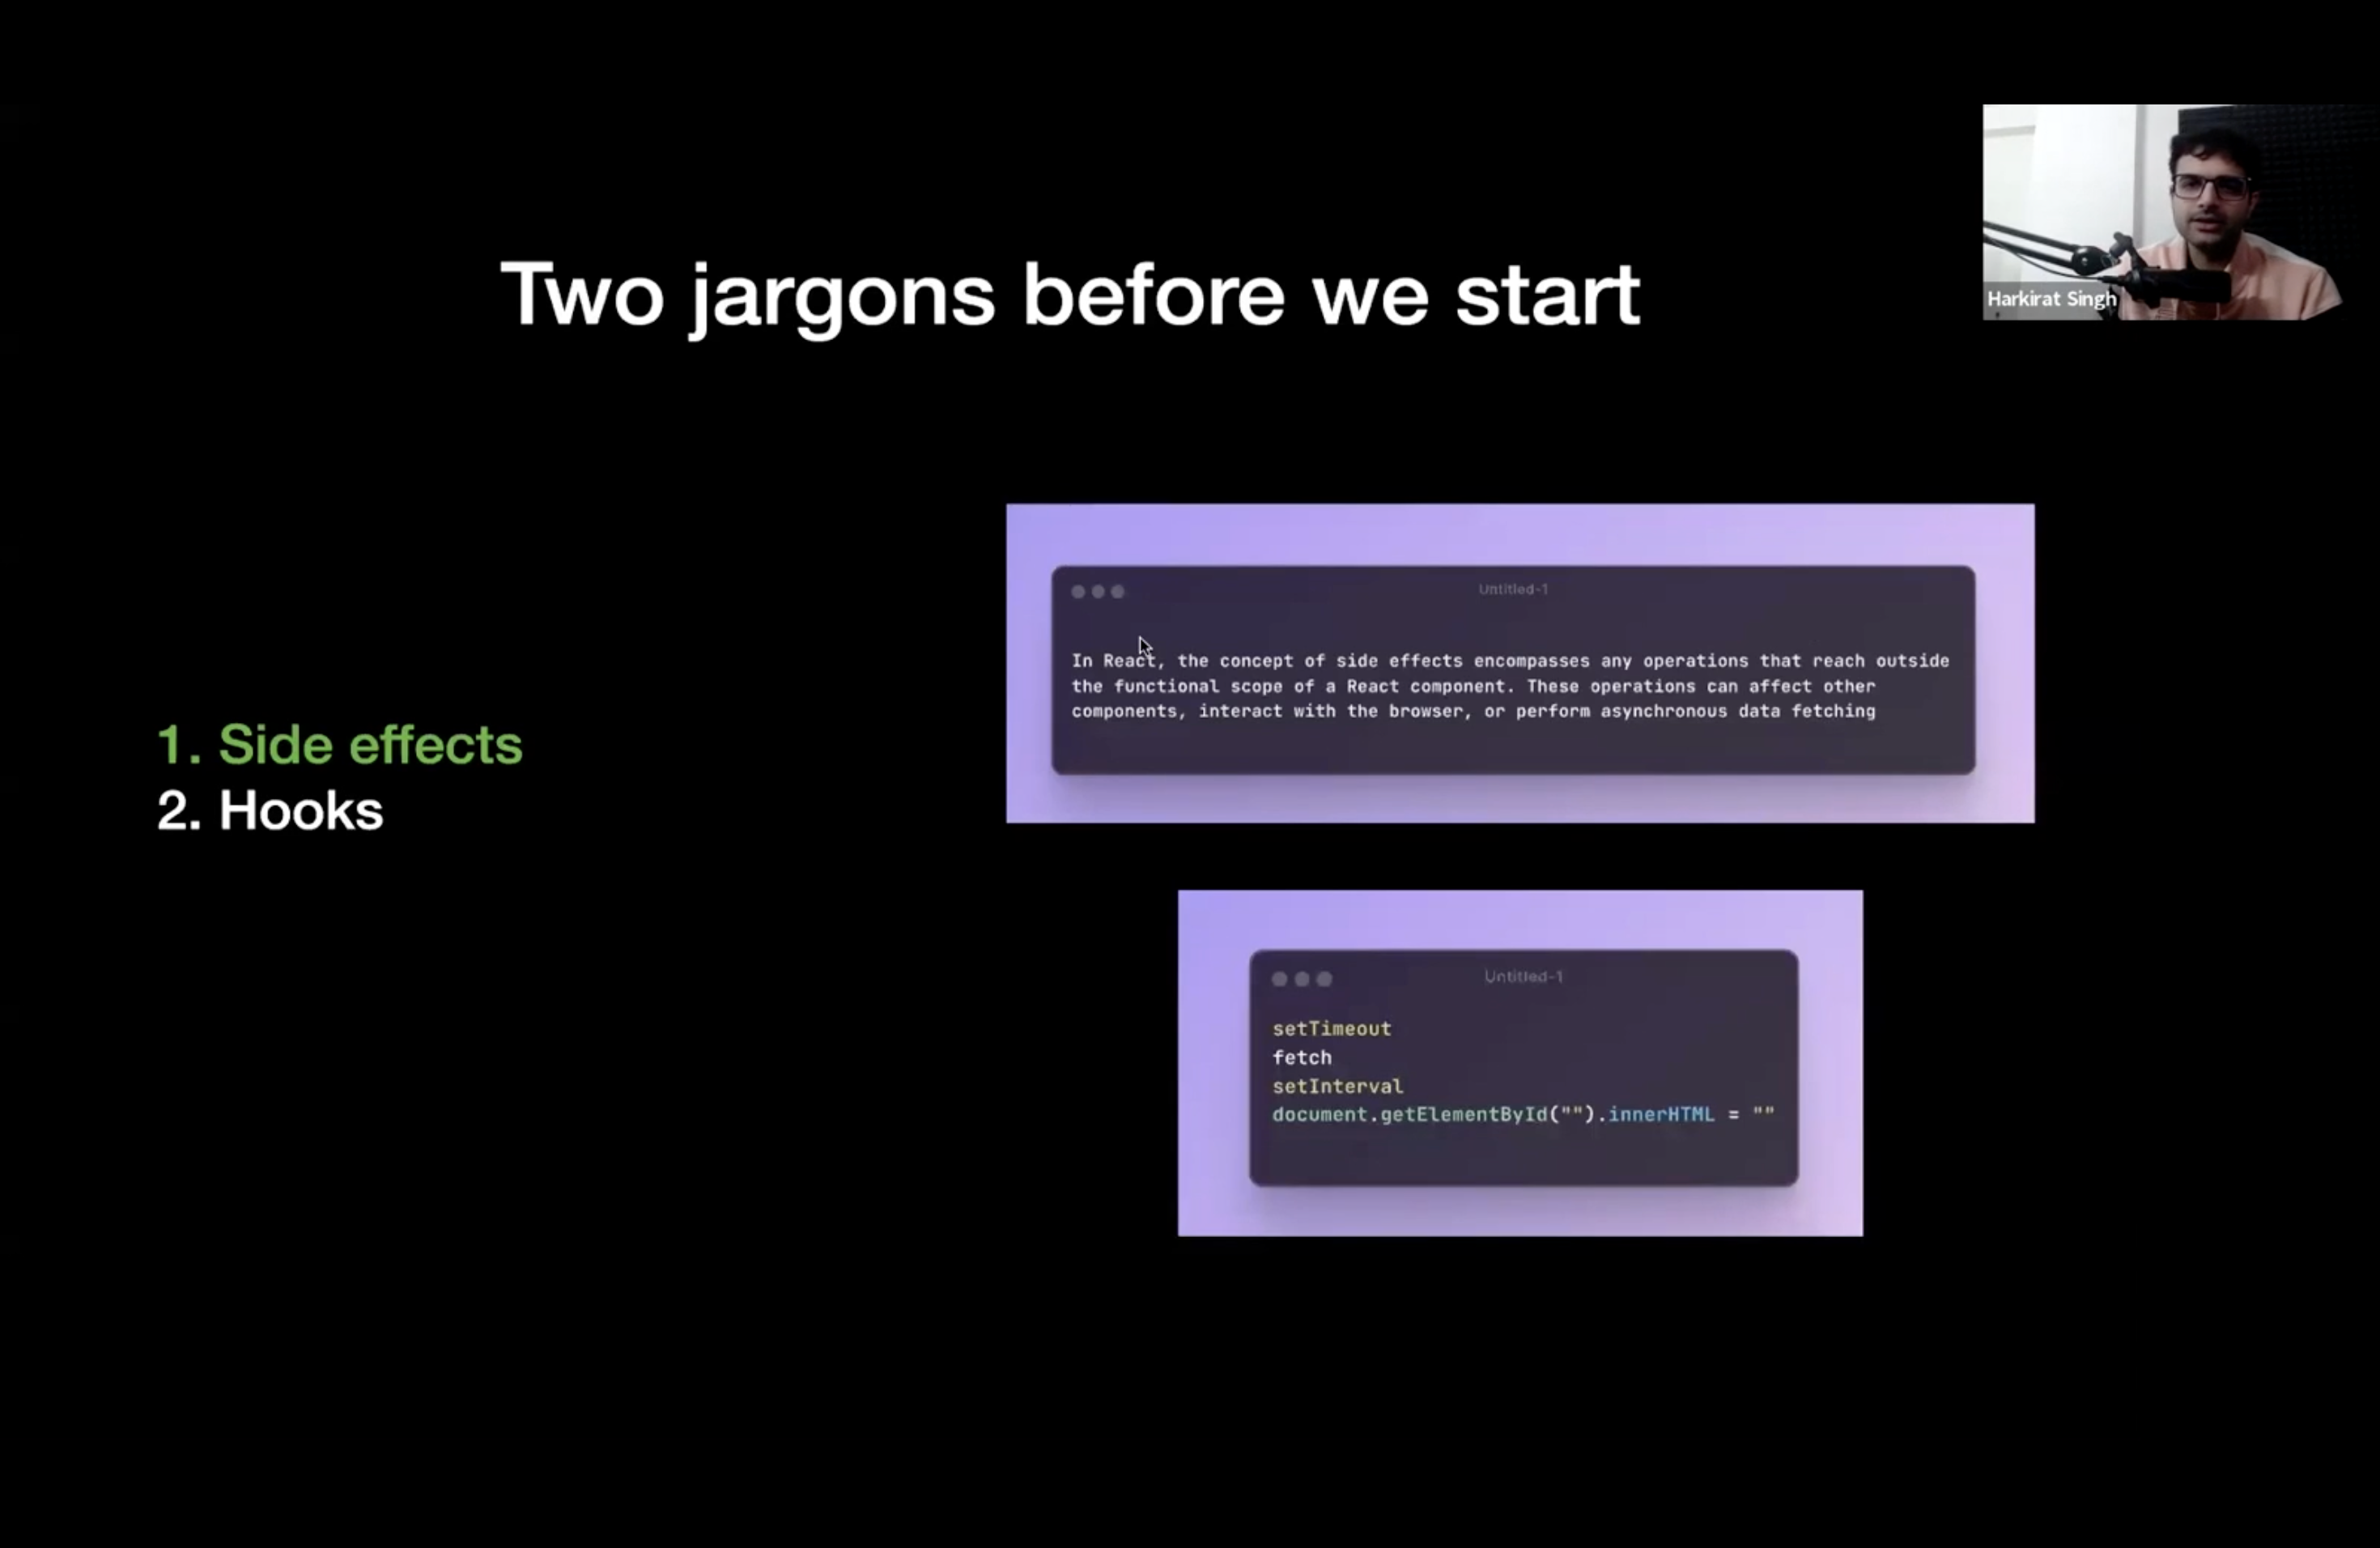 Two jargons before we start
Harkirat Singh
1. Side effects
2. Hooks
Untitled-1
In React, the concept of side effects encompasses any operations that reach outside
the functional scope of a React component. These operations can affect other
components, interact with the browser, or perform asynchronous data fetching
Untitled-1
setTimeout
fetch
setInterval
document.getElementById("").innerHTML = ""